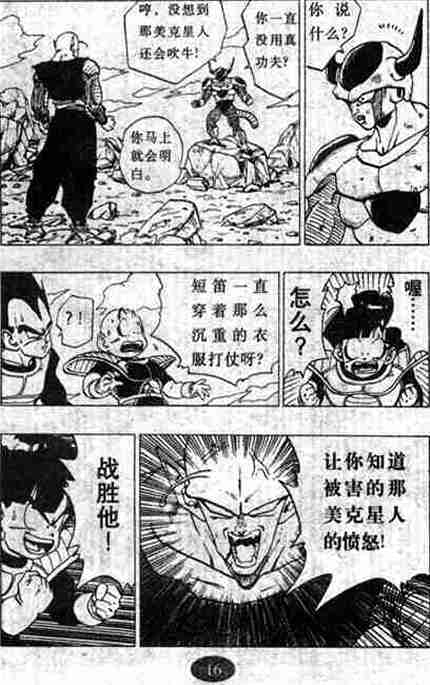 你说
什么？
你一直
没用真
功夫？
哼，没想到
那美克星人
还会吹牛！
你马上
就会明
白。
喔……
怎么？
短笛一直
穿着那么
沉重的衣
服打仗呀？
？！
让你知道
被害的那
美克星人
的愤怒!
战胜他！
16